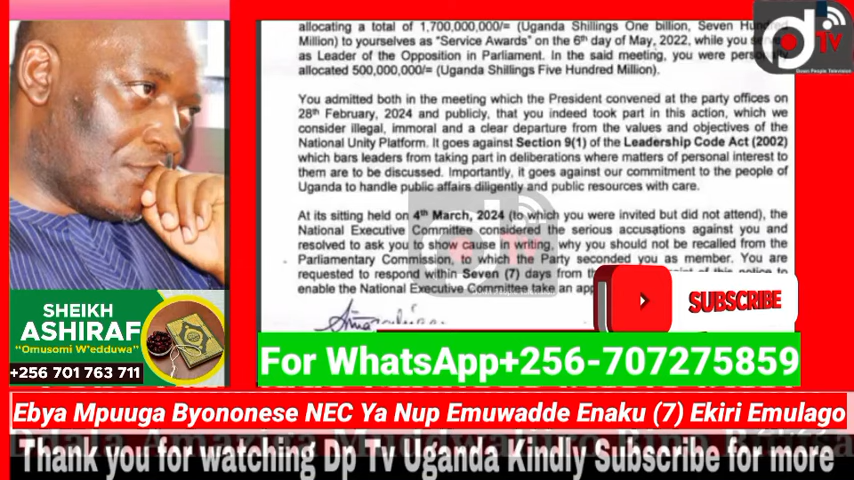 allocating a total of 1,700,000,000/= (Uganda Shillings One billion, Seven Hundred
Million) to yourselves as "Service Awards" on the 6th day of May, 2022, while you
as Leader of the Opposition in Parliament. In the said meeting, you were personally
allocated 500,000,000/= (Uganda Shillings Five Hundred Million).
You admitted both in the meeting which the President convened at the party offices on
28th February, 2024 and publicly, that you indeed took part in this action, which we
consider illegal, immoral and a clear departure from the values and objectives of the
National Unity Platform. It goes against Section 9(1) of the Leadership Code Act (2002)
which bars leaders from taking part in deliberations where matters of personal interest to
them are to be discussed. Importantly, it goes against our commitment to the people of
Uganda to handle public affairs diligently and public resources with care.
At its sitting held on 4th March, 2024 (to which you were invited but did not attend), the
National Executive Committee considered the serious accusations against you and
resolved to ask you to show cause in writing, why you should not be recalled from the
Parliamentary Commission, to which the Party seconded you as member. You are
requested to respond within Seven (7) days from the of this notice to
enable the National Executive Committee take an app
dTV
Green People Television
SUBSCRIBE
SHEIKH
ASHIRAF
"Omusomi W'edduwa"
+256 701 763 711
For WhatsApp+256-707275859
Ebya Mpuuga Byononese NEC Ya Nup Emuwadde Enaku (7) Ekiri Emulago
Thank you for watching Dp Tv Uganda Kindly Subscribe for more